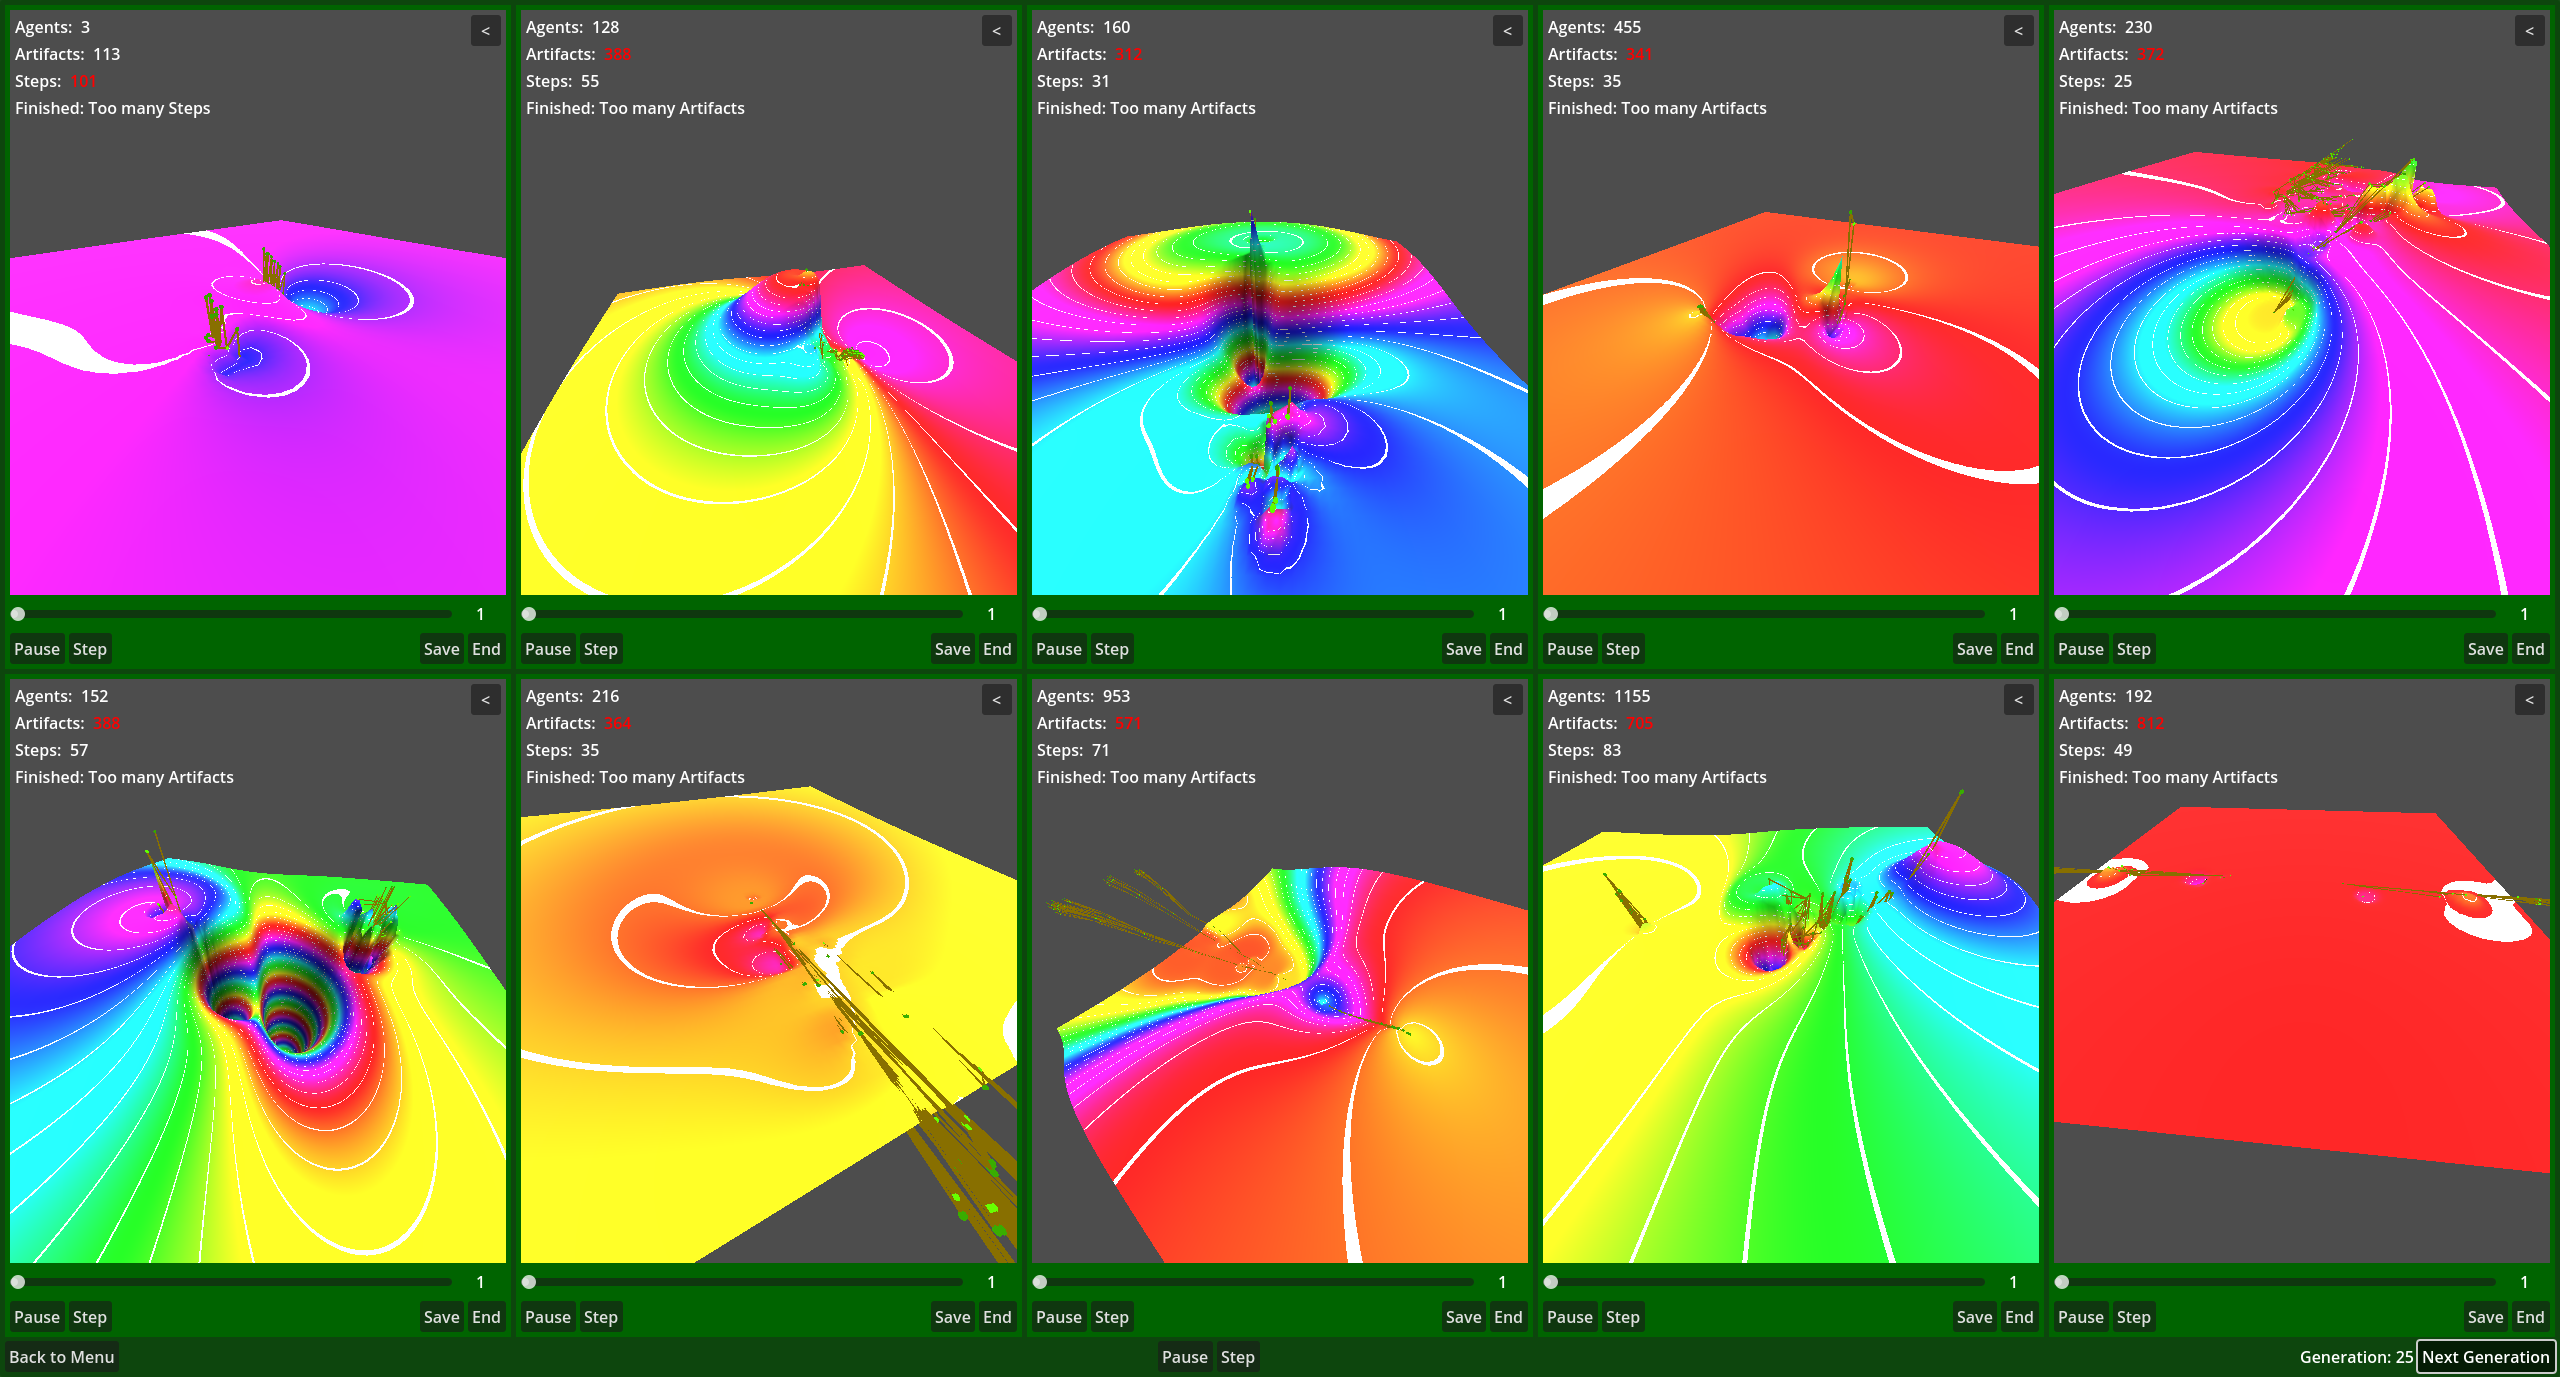 Agents: 3
<
Artifacts: 113
Steps: 101
Finished: Too many Steps
1
Pause Step Save End
Agents: 128
<
Artifacts: 388
Steps: 55
Finished: Too many Artifacts
1
Pause Step Save End
Agents: 160
<
Artifacts: 312
Steps: 31
Finished: Too many Artifacts
1
Pause Step Save End
Agents: 455
<
Artifacts: 341
Steps: 35
Finished: Too many Artifacts
1
Pause Step Save End
Agents: 230
<
Artifacts: 372
Steps: 25
Finished: Too many Artifacts
1
Pause Step Save End
Agents: 152
<
Artifacts: 388
Steps: 57
Finished: Too many Artifacts
1
Pause Step Save End
Agents: 216
<
Artifacts: 364
Steps: 35
Finished: Too many Artifacts
1
Pause Step Save End
Agents: 953
<
Artifacts: 571
Steps: 71
Finished: Too many Artifacts
1
Pause Step Save End
Agents: 1155
<
Artifacts: 705
Steps: 83
Finished: Too many Artifacts
1
Pause Step Save End
Agents: 192
<
Artifacts: 812
Steps: 49
Finished: Too many Artifacts
1
Pause Step Save End
Back to Menu Pause Step Generation: 25 Next Generation